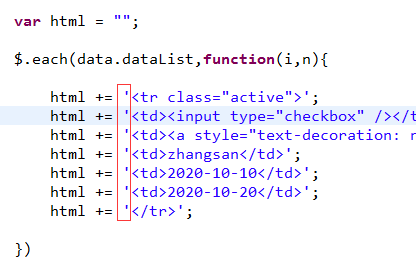 var html = "";
$.each(data.dataList,function(i,n){
html += '<tr class="active">';
html += '<td><input type="checkbox" /></t
html += '<td><a style="text-decoration: n
html += '<td>zhangsan</td>';
html += '<td>2020-10-10</td>';
html += '<td>2020-10-20</td>';
html += '</tr>';
})